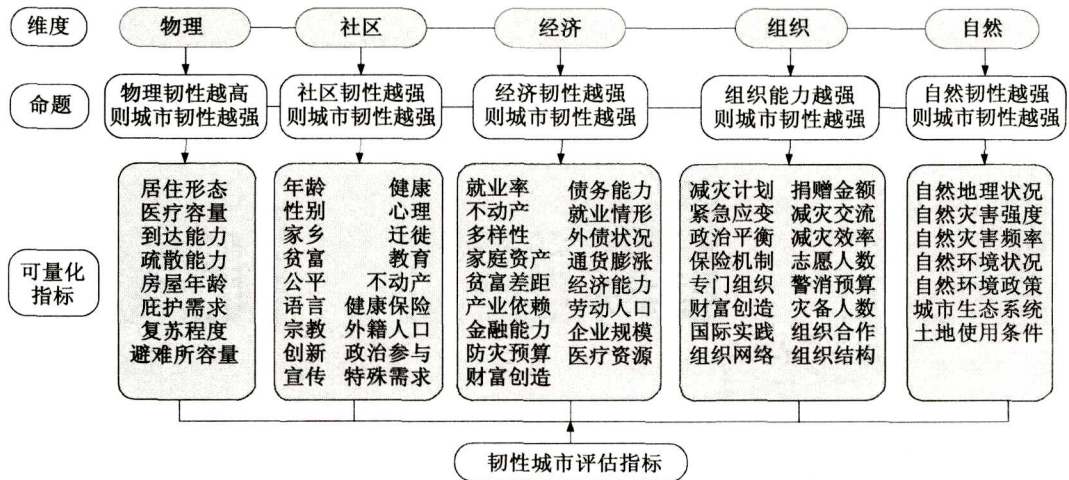 维度 物理 社区 经济 组织 自然
命题
物理韧性越高
则城市韧性越强
社区韧性越强
则城市韧性越强
经济韧性越强
则城市韧性越强
组织能力越强
则城市韧性越强
自然韧性越强
则城市韧性越强
可量化
指标
居住形态
医疗容量
到达能力
疏散能力
房屋年龄
庇护需求
复苏程度
避难所容量
年龄 健康
性别 心理
家乡 迁徙
贫富 教育
公平 不动产
语言 健康保险
宗教 外籍人口
创新 政治参与
宣传 特殊需求
就业率 债务能力
不动产 就业情形
多样性 外债状况
家庭资产 通货膨涨
贫富差距 经济能力
产业依赖 劳动人口
金融能力 企业规模
防灾预算 医疗资源
财富创造
减灾计划 捐赠金额
紧急应变 减灾交流
政治平衡 减灾效率
保险机制 志愿人数
专门组织 警消预算
财富创造 灾备人数
国际实践 组织合作
组织网络 组织结构
自然地理状况
自然灾害强度
自然灾害频率
自然环境状况
自然环境政策
城市生态系统
土地使用条件
韧性城市评估指标